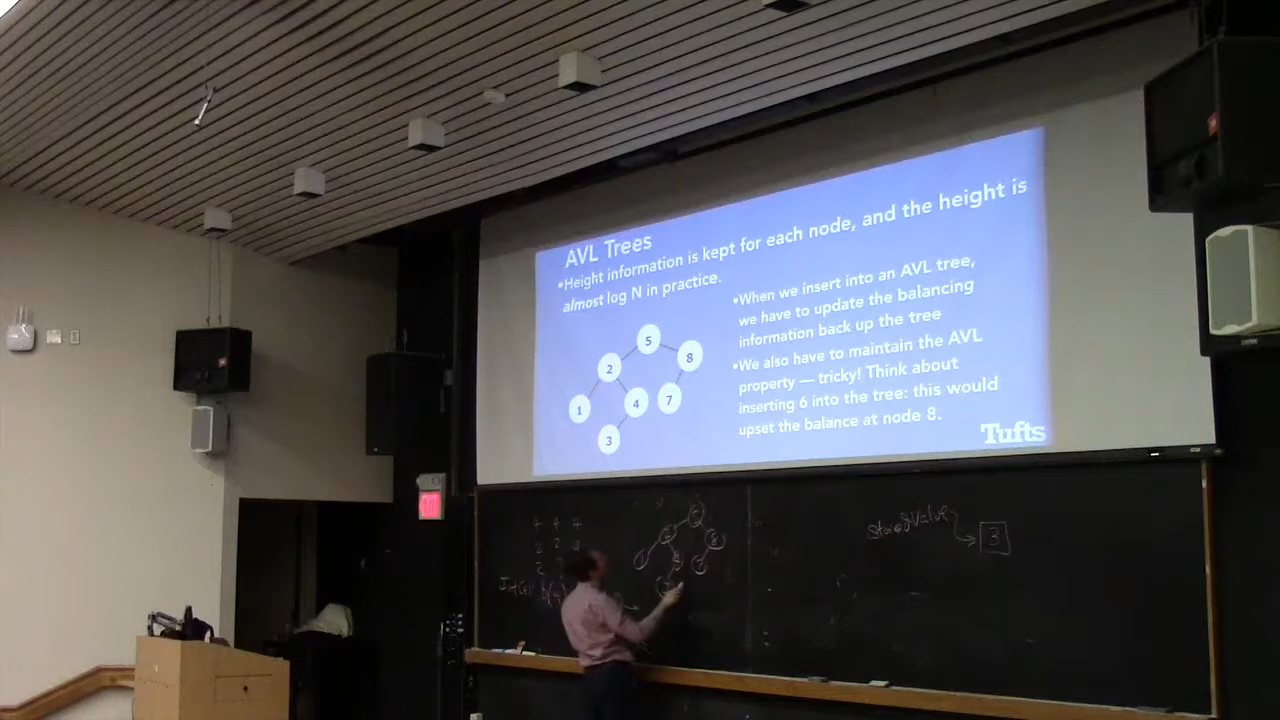 AVL Trees
•Height information is kept for each node, and the height is
almost log N in practice.
•When we insert into an AVL tree,
we have to update the balancing
information back up the tree
•We also have to maintain the AVL
property — tricky! Think about
inserting 6 into the tree: this would
upset the balance at node 8.
5
2
8
1
4
7
3
Tufts
4 4 4
3